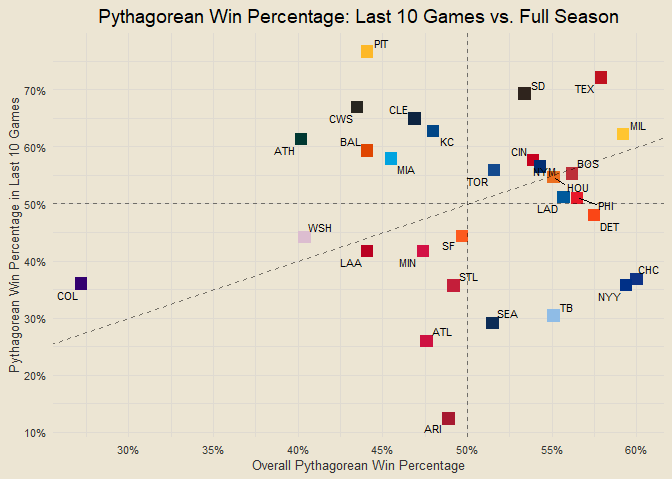 Pythagorean Win Percentage: Last 10 Games vs. Full Season
PIT
SD
TEX
CWS
CLE
MIL
ATH
BAL
KC
CIN
BOS
MIA
NYM
TOR
HOU
LAD
PHI
WSH
DET
SF
LAA
MIN
CHC
COL
STL
NYY
SEA
TB
ATL
ARI
70%
60%
50%
40%
30%
20%
10%
Pythagorean Win Percentage in Last 10 Games
30%
35%
40%
45%
50%
55%
60%
Overall Pythagorean Win Percentage